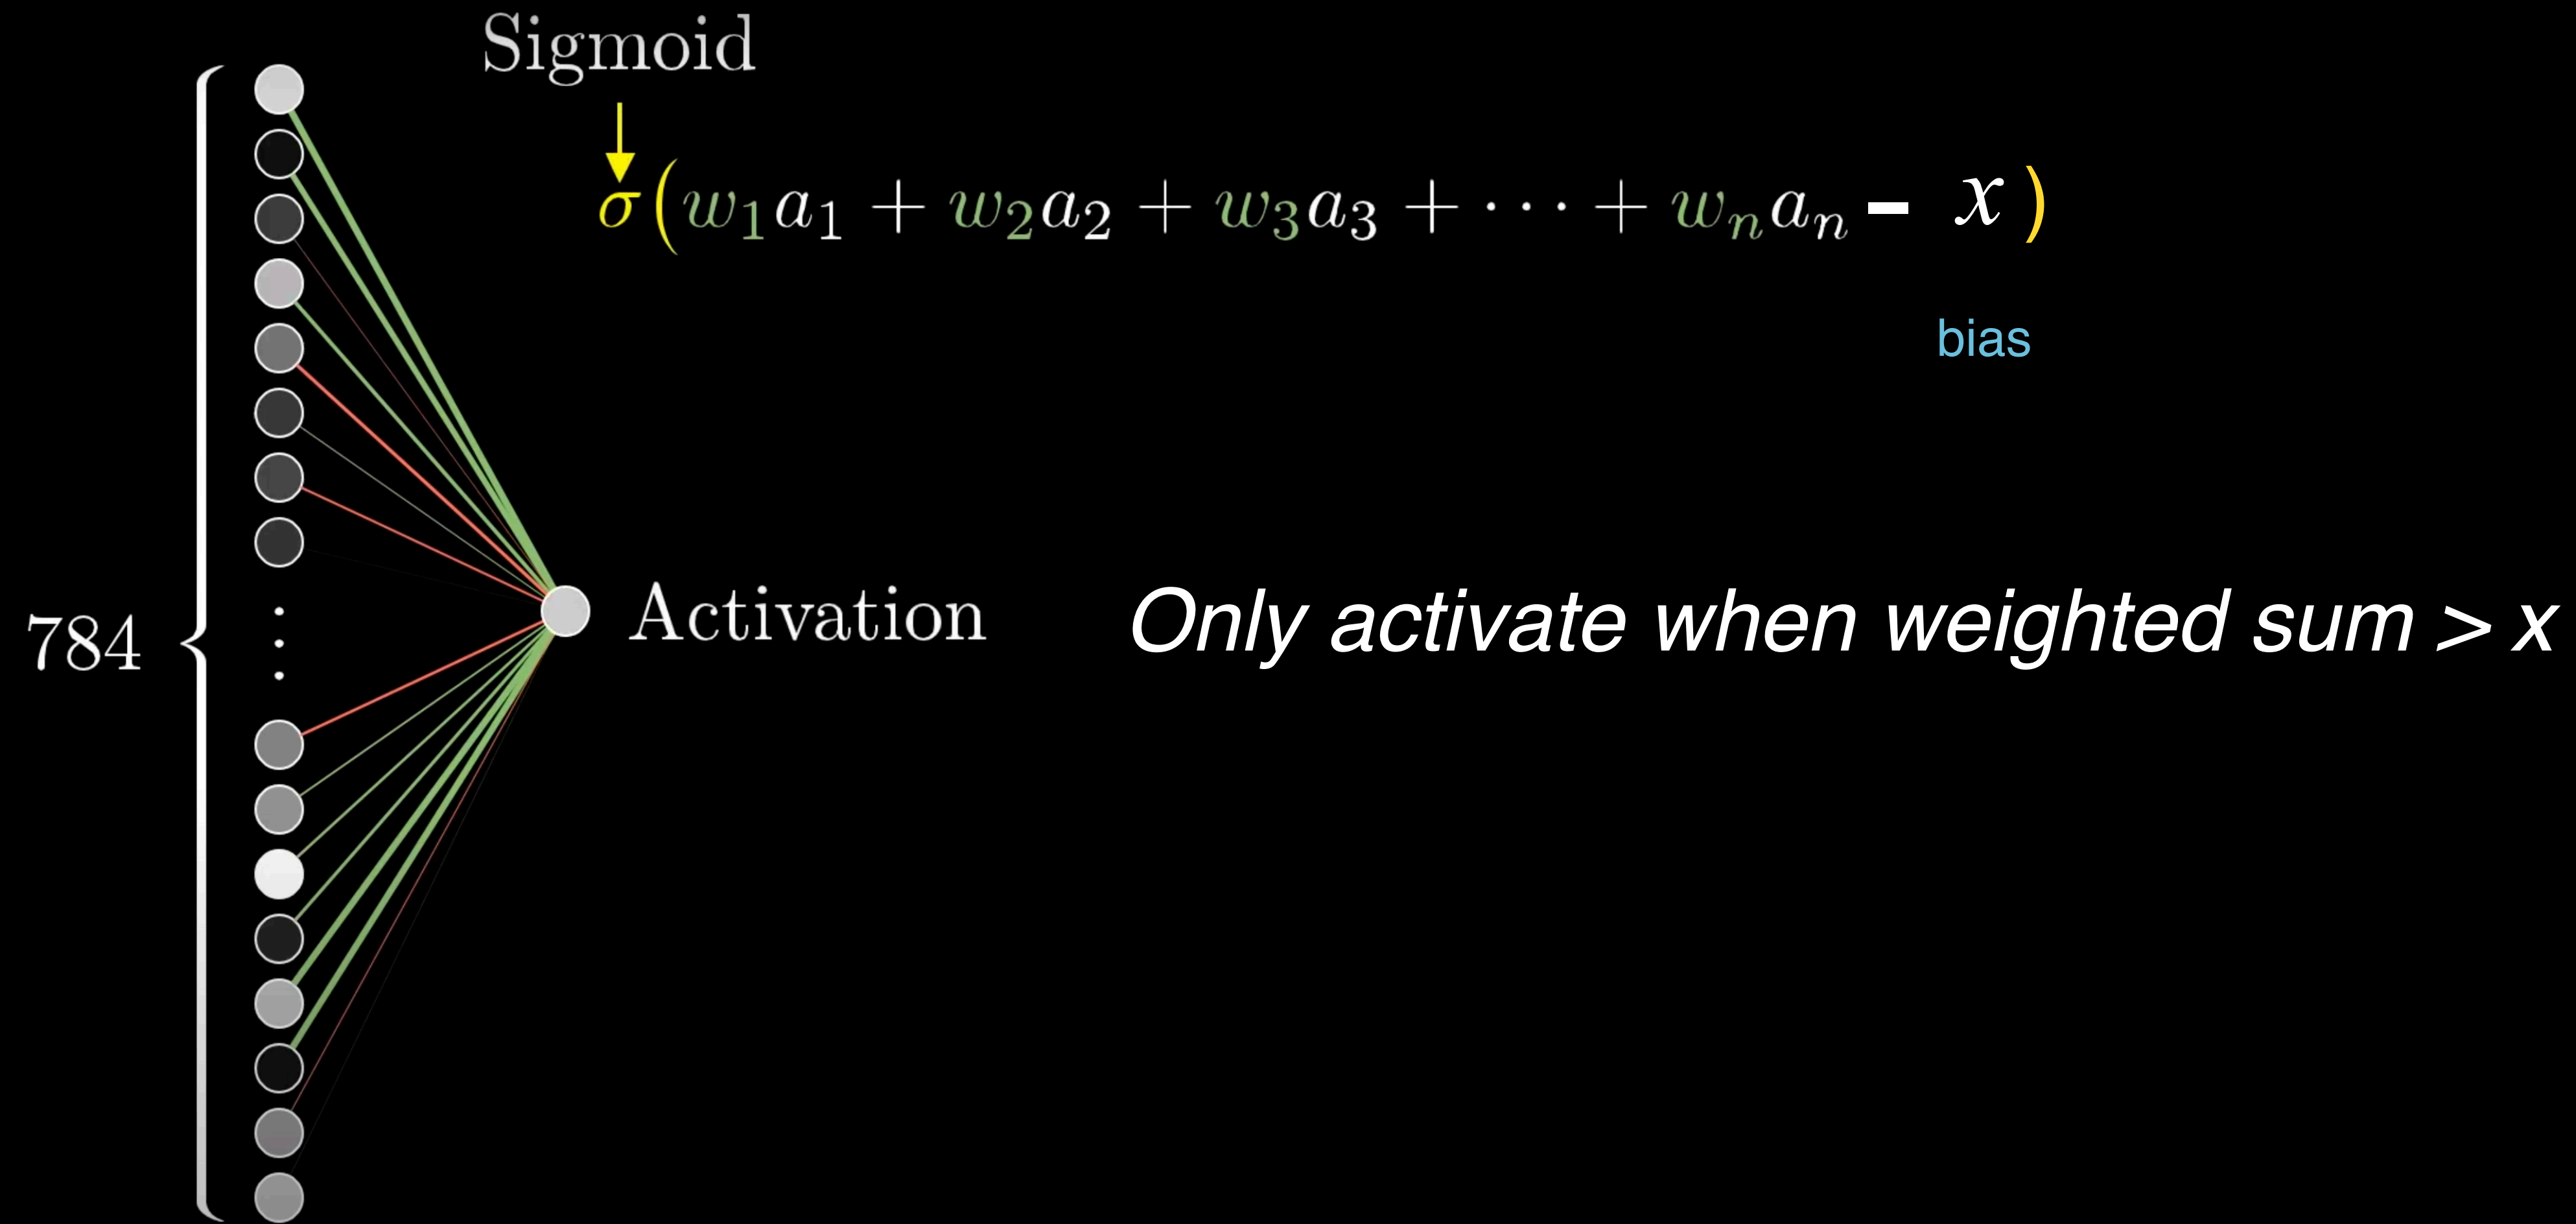 Sigmoid
σ(w₁a₁ + w₂a₂ + w₃a₃ + ··· + wₙaₙ - x)
bias
784
Activation
Only activate when weighted sum > x